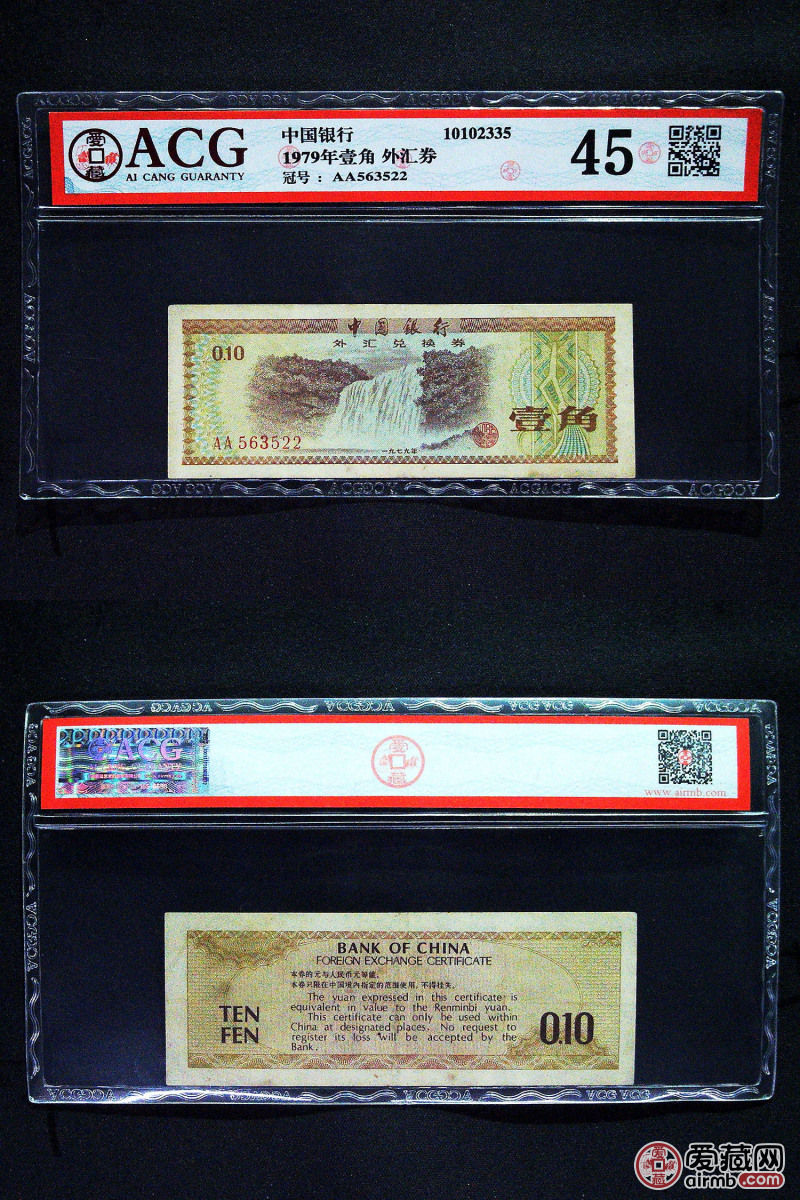 ACG
AI CANG GUARANTY
中国银行
10102335
1979年壹角 外汇券
冠号 : AA563522
45
中国银行
外汇兑换券
0.10
壹角
AA 563522
一九七九年
ACG
www.airmb.com
BANK OF CHINA
FOREIGN EXCHANGE CERTIFICATE
本券的元与人民币元等值。
本券只限在中国境内指定的范围使用,不得挂失。
The yuan expressed in this certificate is
equivalent in value to the Renminbi yuan.
This certificate can only be used within
China at designated places. No request to
register its loss will be accepted by the
Bank.
TEN
FEN
0.10
爱藏网
airmb.com